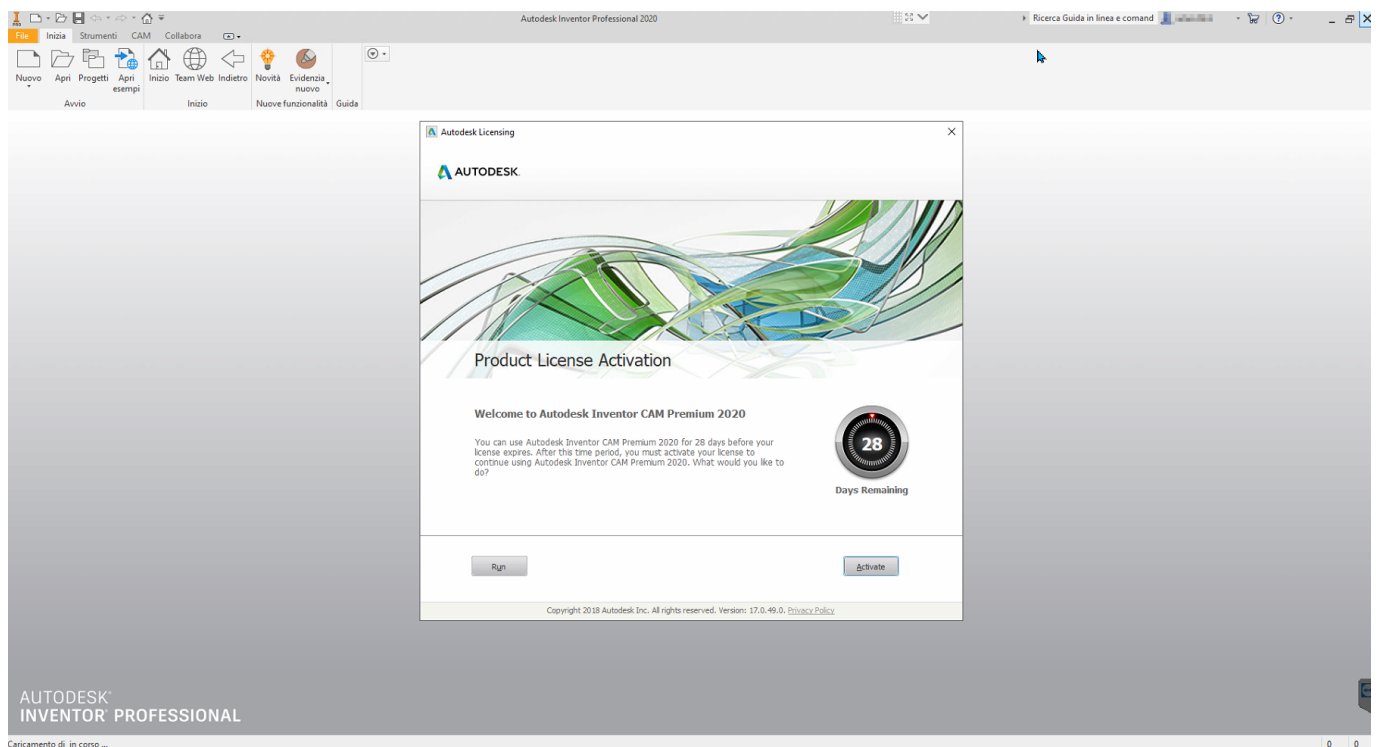 Autodesk Inventor Professional 2020
Ricerca Guida in linea e comand
File Inizia Strumenti CAM Collabora
Nuovo Apri Progetti Apri esempi Inizio Team Web Indietro Novità Evidenzia nuovo
Avvio Inizio Nuove funzionalità Guida
Autodesk Licensing
AUTODESK.
Product License Activation
Welcome to Autodesk Inventor CAM Premium 2020
You can use Autodesk Inventor CAM Premium 2020 for 28 days before your
license expires. After this time period, you must activate your license to
continue using Autodesk Inventor CAM Premium 2020. What would you like to
do?
28
Days Remaining
Run
Activate
Copyright 2018 Autodesk Inc. All rights reserved. Version: 17.0.49.0. Privacy Policy
AUTODESK®
INVENTOR® PROFESSIONAL
Caricamento di in corso ...
0 0